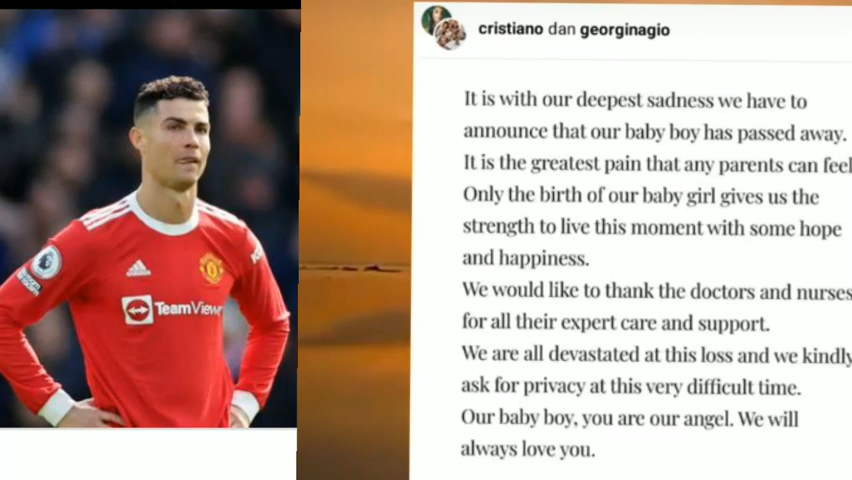 TeamView
cristiano dan georginagio
It is with our deepest sadness we have to
announce that our baby boy has passed away.
It is the greatest pain that any parents can feel
Only the birth of our baby girl gives us the
strength to live this moment with some hope
and happiness.
We would like to thank the doctors and nurses
for all their expert care and support.
We are all devastated at this loss and we kindly
ask for privacy at this very difficult time.
Our baby boy, you are our angel. We will
always love you.